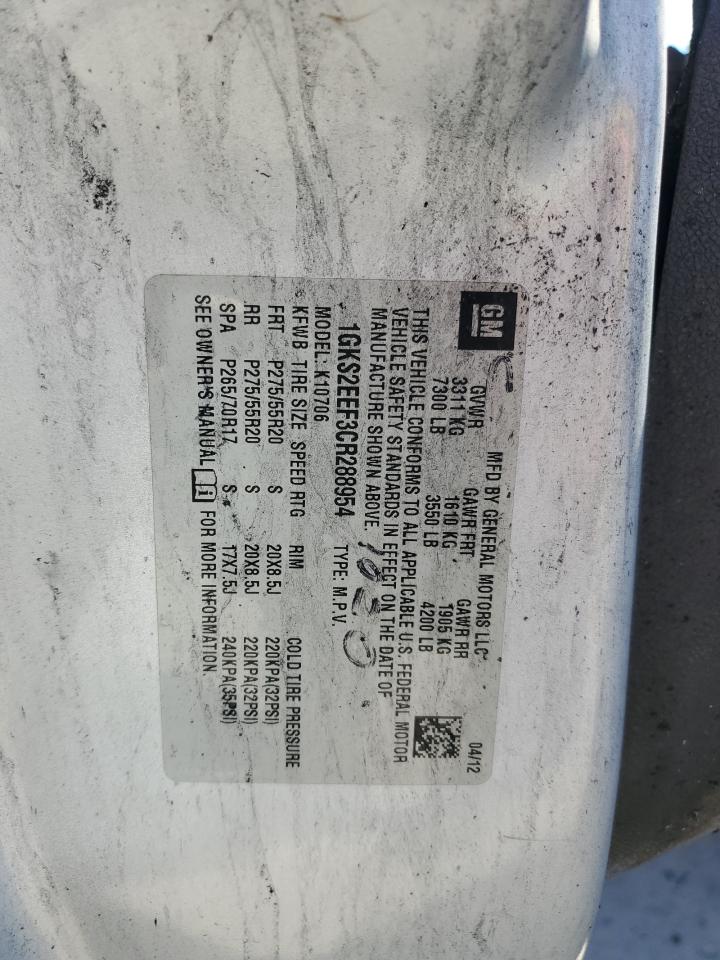 GM
MFD BY GENERAL MOTORS LLC
04/12
GVWR GAWR FRT GAWR RR
3311 KG 1610 KG 1905 KG
7300 LB 3550 LB 4200 LB
THIS VEHICLE CONFORMS TO ALL APPLICABLE U.S. FEDERAL MOTOR
VEHICLE SAFETY STANDARDS IN EFFECT ON THE DATE OF
MANUFACTURE SHOWN ABOVE.
1GKS2EEF3CR288954 TYPE: M.P.V.
MODEL: K10706
KFWB TIRE SIZE SPEED RTG RIM COLD TIRE PRESSURE
FRT P275/55R20 S 20X8.5J 220KPA(32PSI)
RR P275/55R20 S 20X8.5J 220KPA(32PSI)
SPA P265/70R17 S 17X7.5J 240KPA(35PSI)
SEE OWNER'S MANUAL FOR MORE INFORMATION